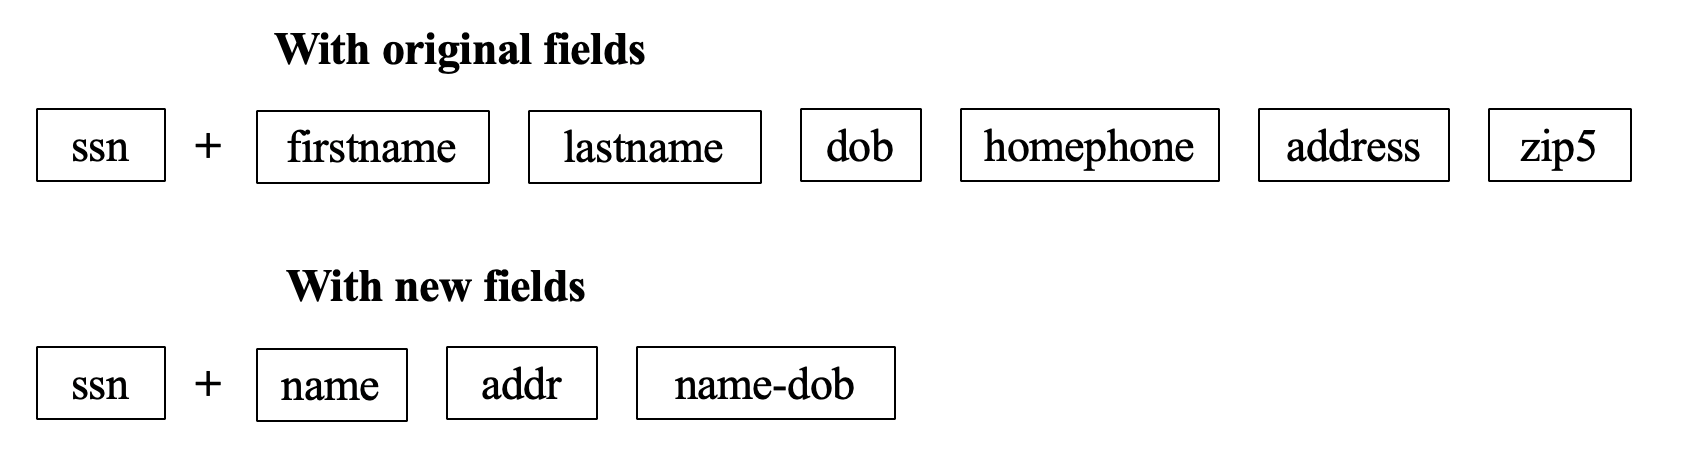 With original fields
ssn + firstname lastname dob homephone address zip5
With new fields
ssn + name addr name-dob